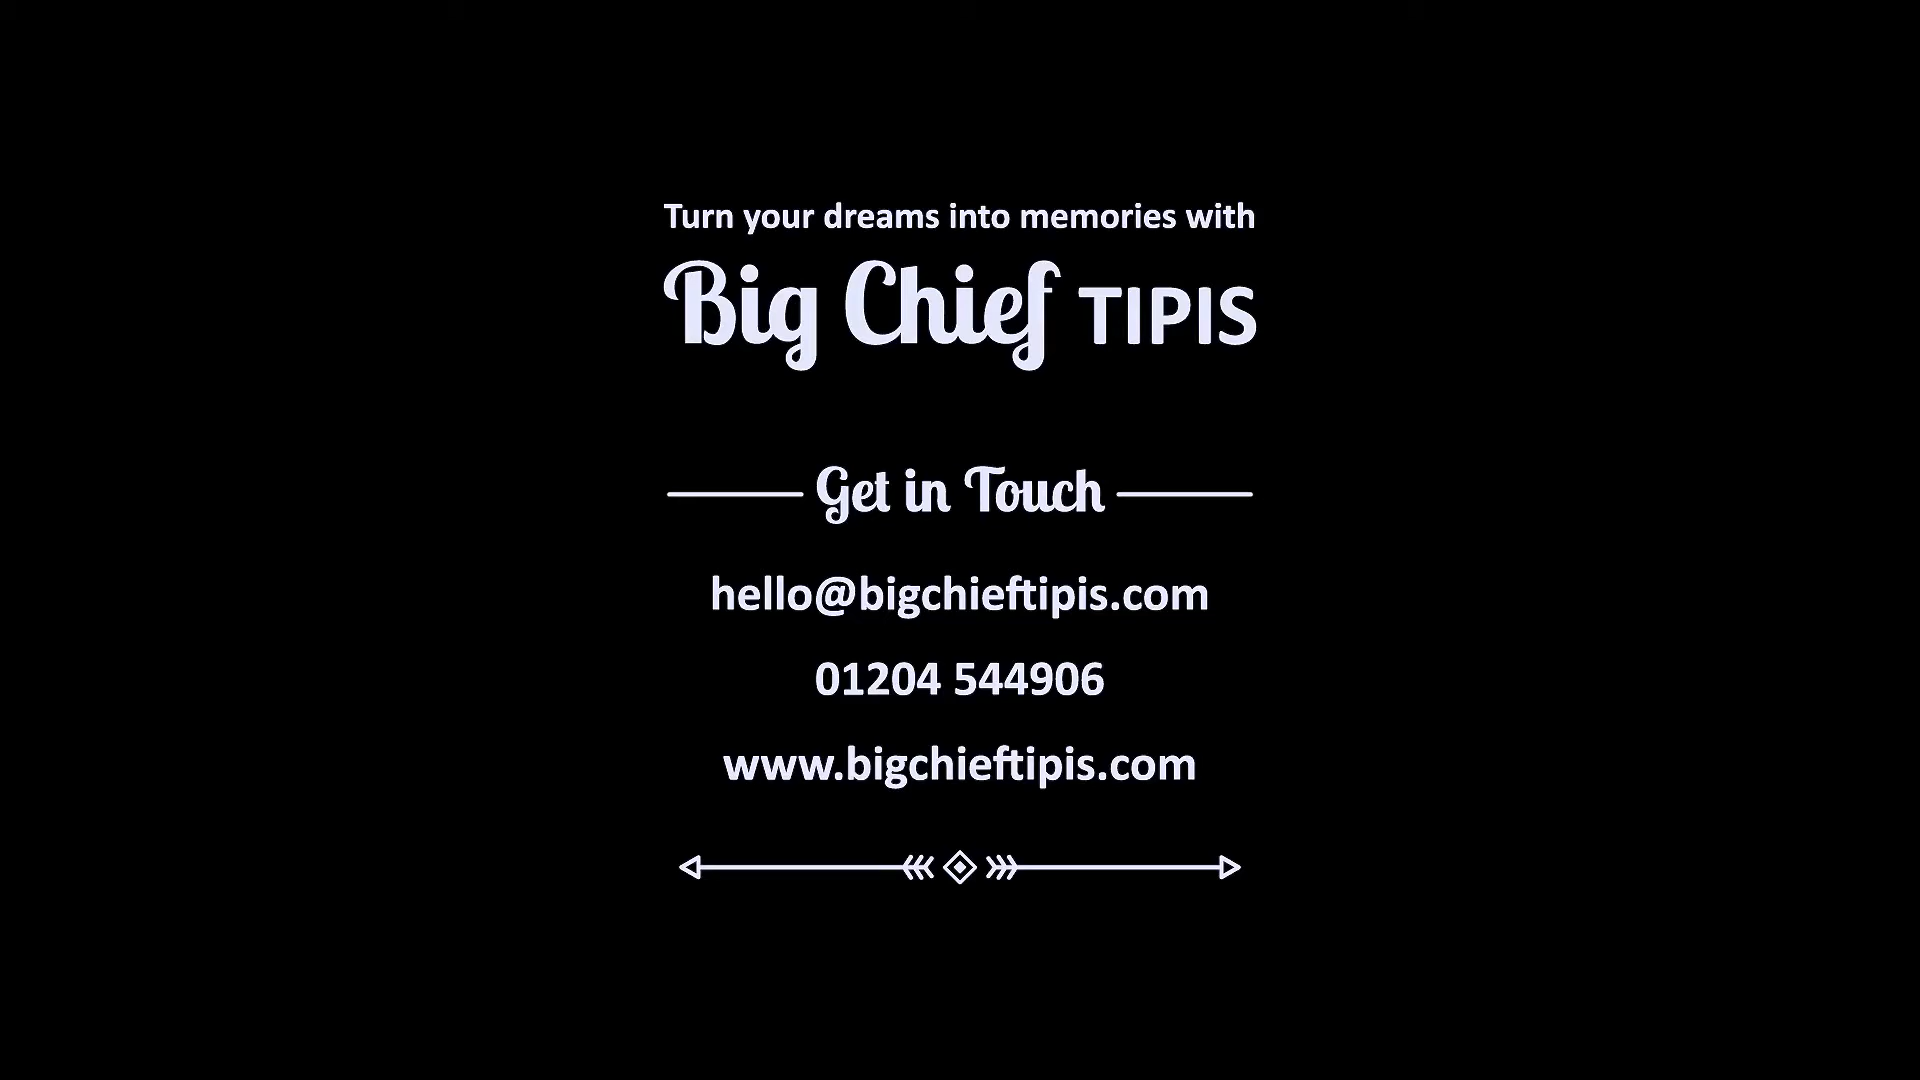 Turn your dreams into memories with
Big Chief TIPIS
Get in Touch
hello@bigchieftipis.com
01204 544906
www.bigchieftipis.com